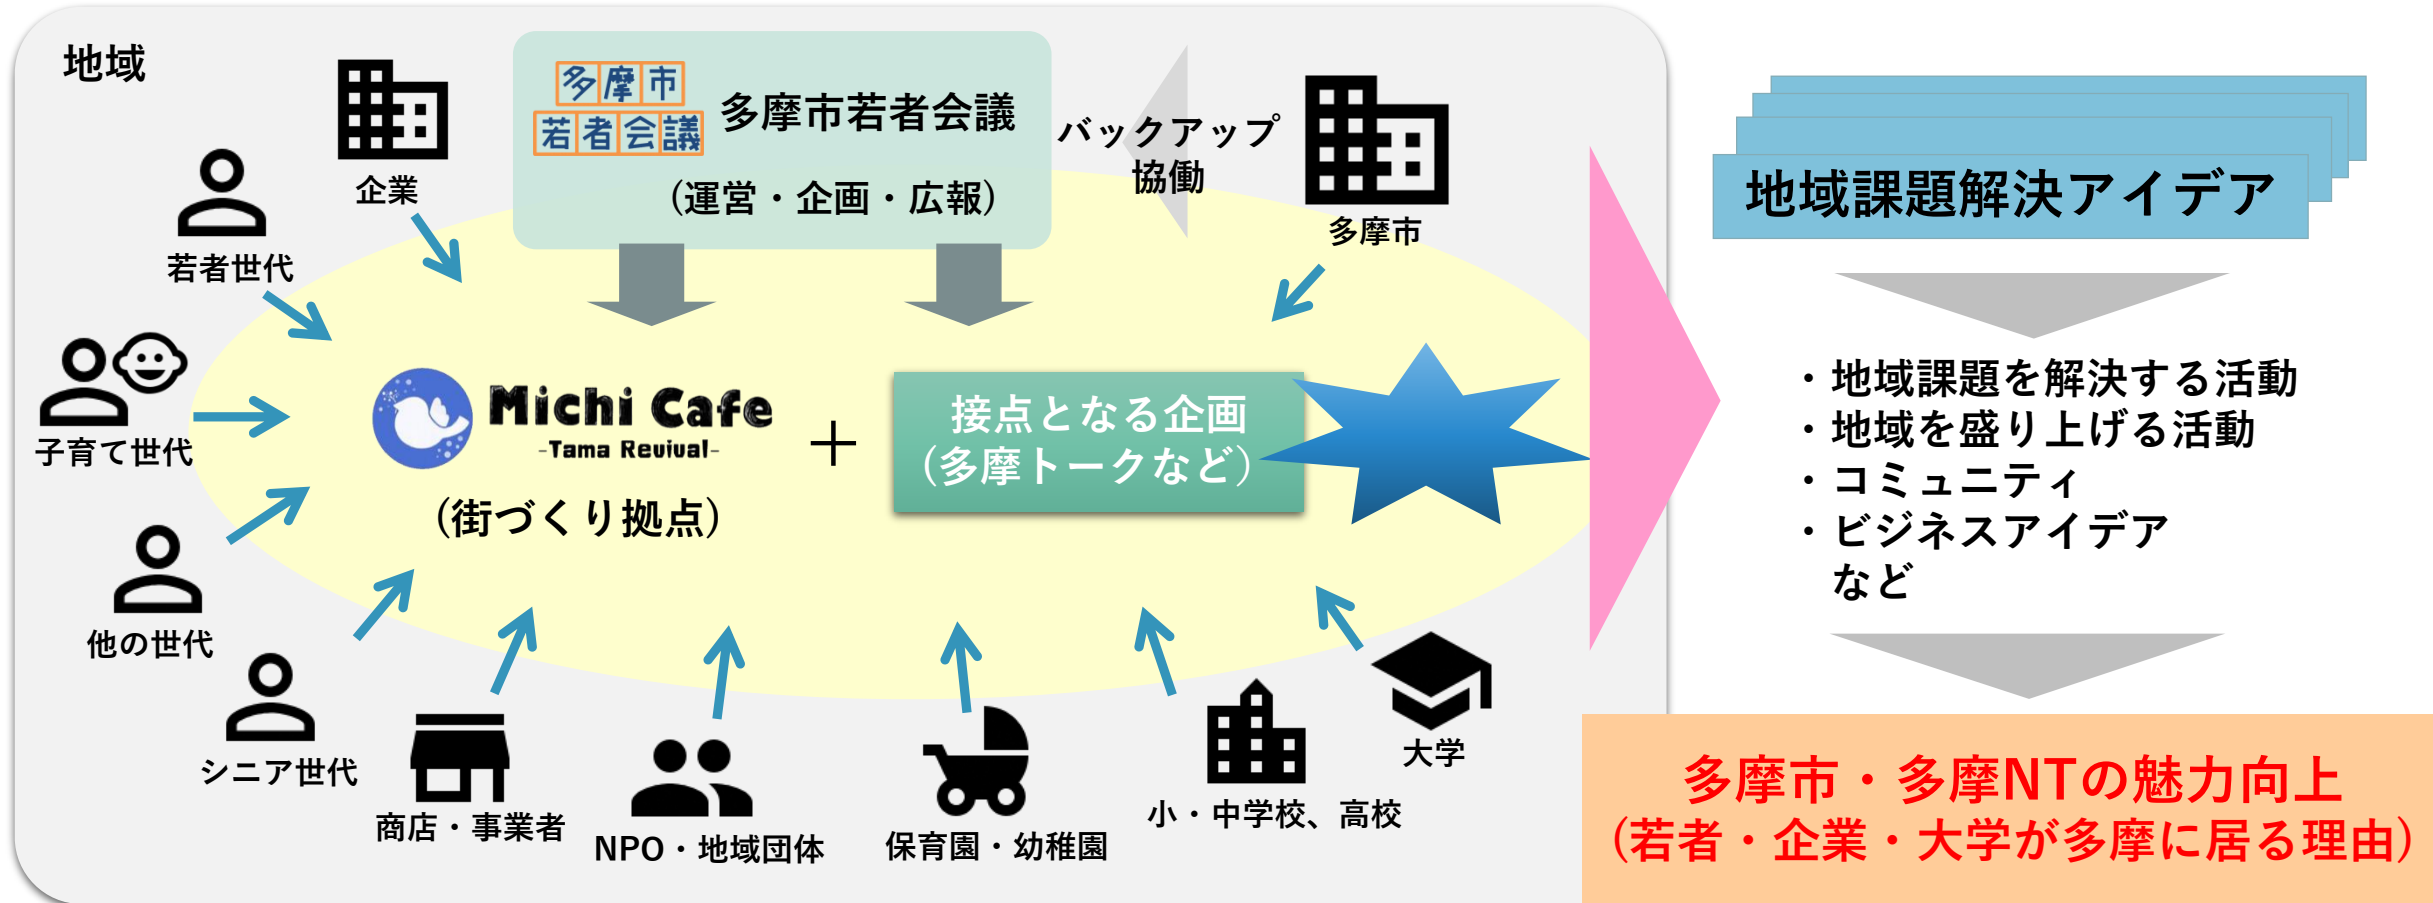 地域
多摩市
若者会議
多摩市若者会議
(運営・企画・広報)
バックアップ
協働
多摩市
企業
若者世代
子育て世代
他の世代
シニア世代
商店・事業者
NPO・地域団体
保育園・幼稚園
小・中学校、高校
大学
Michi Cafe
-Tama Revival-
(街づくり拠点)
+
接点となる企画
(多摩トークなど)
地域課題解決アイデア
・地域課題を解決する活動
・地域を盛り上げる活動
・コミュニティ
・ビジネスアイデア
など
多摩市・多摩NTの魅力向上
(若者・企業・大学が多摩に居る理由)